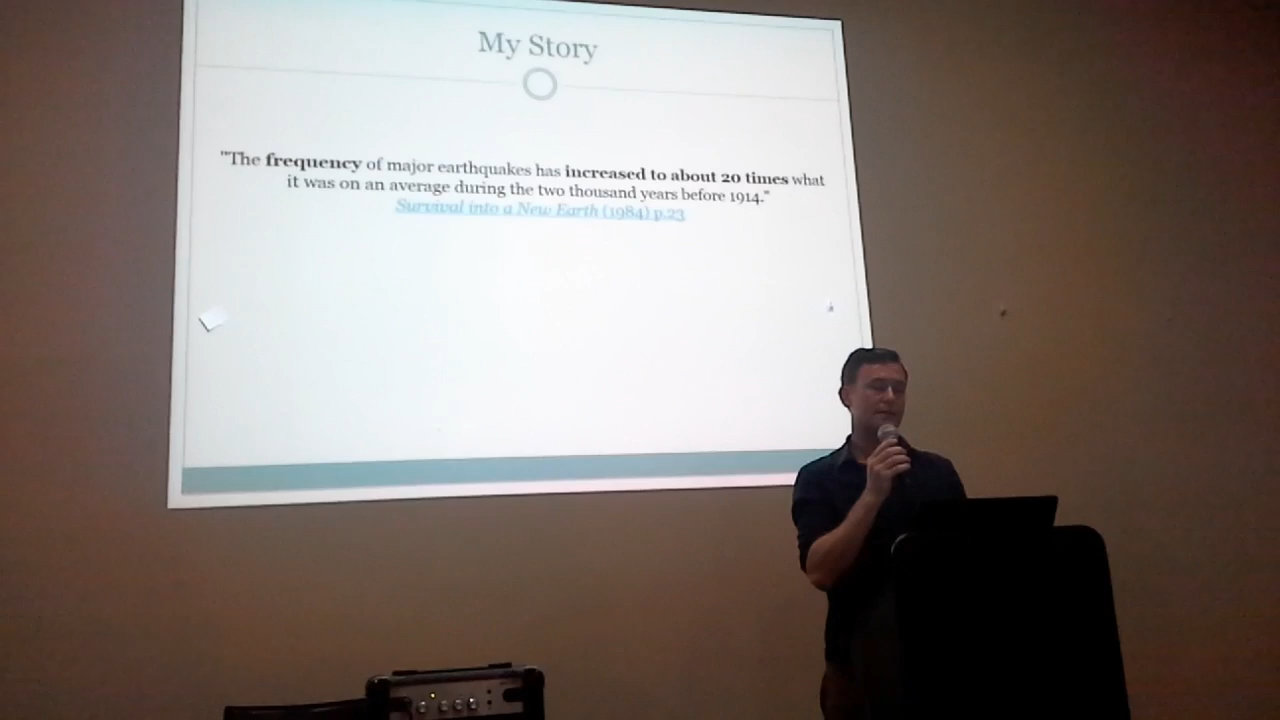 My Story
"The frequency of major earthquakes has increased to about 20 times what
it was on an average during the two thousand years before 1914."
Survival into a New Earth (1984) p.23